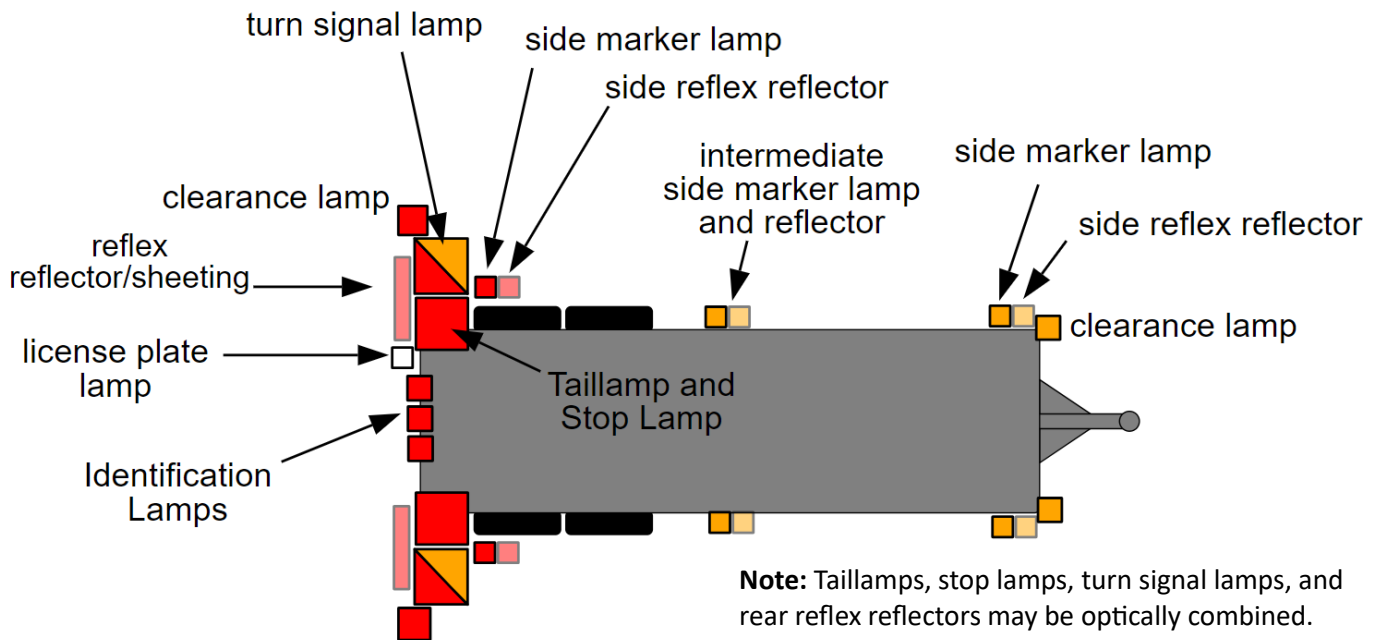 turn signal lamp
side marker lamp
side reflex reflector
clearance lamp
reflex
reflector/sheeting
license plate
lamp
Identification
Lamps
Taillamp and
Stop Lamp
intermediate
side marker lamp
and reflector
side marker lamp
side reflex reflector
clearance lamp
Note: Taillamps, stop lamps, turn signal lamps, and
rear reflex reflectors may be optically combined.